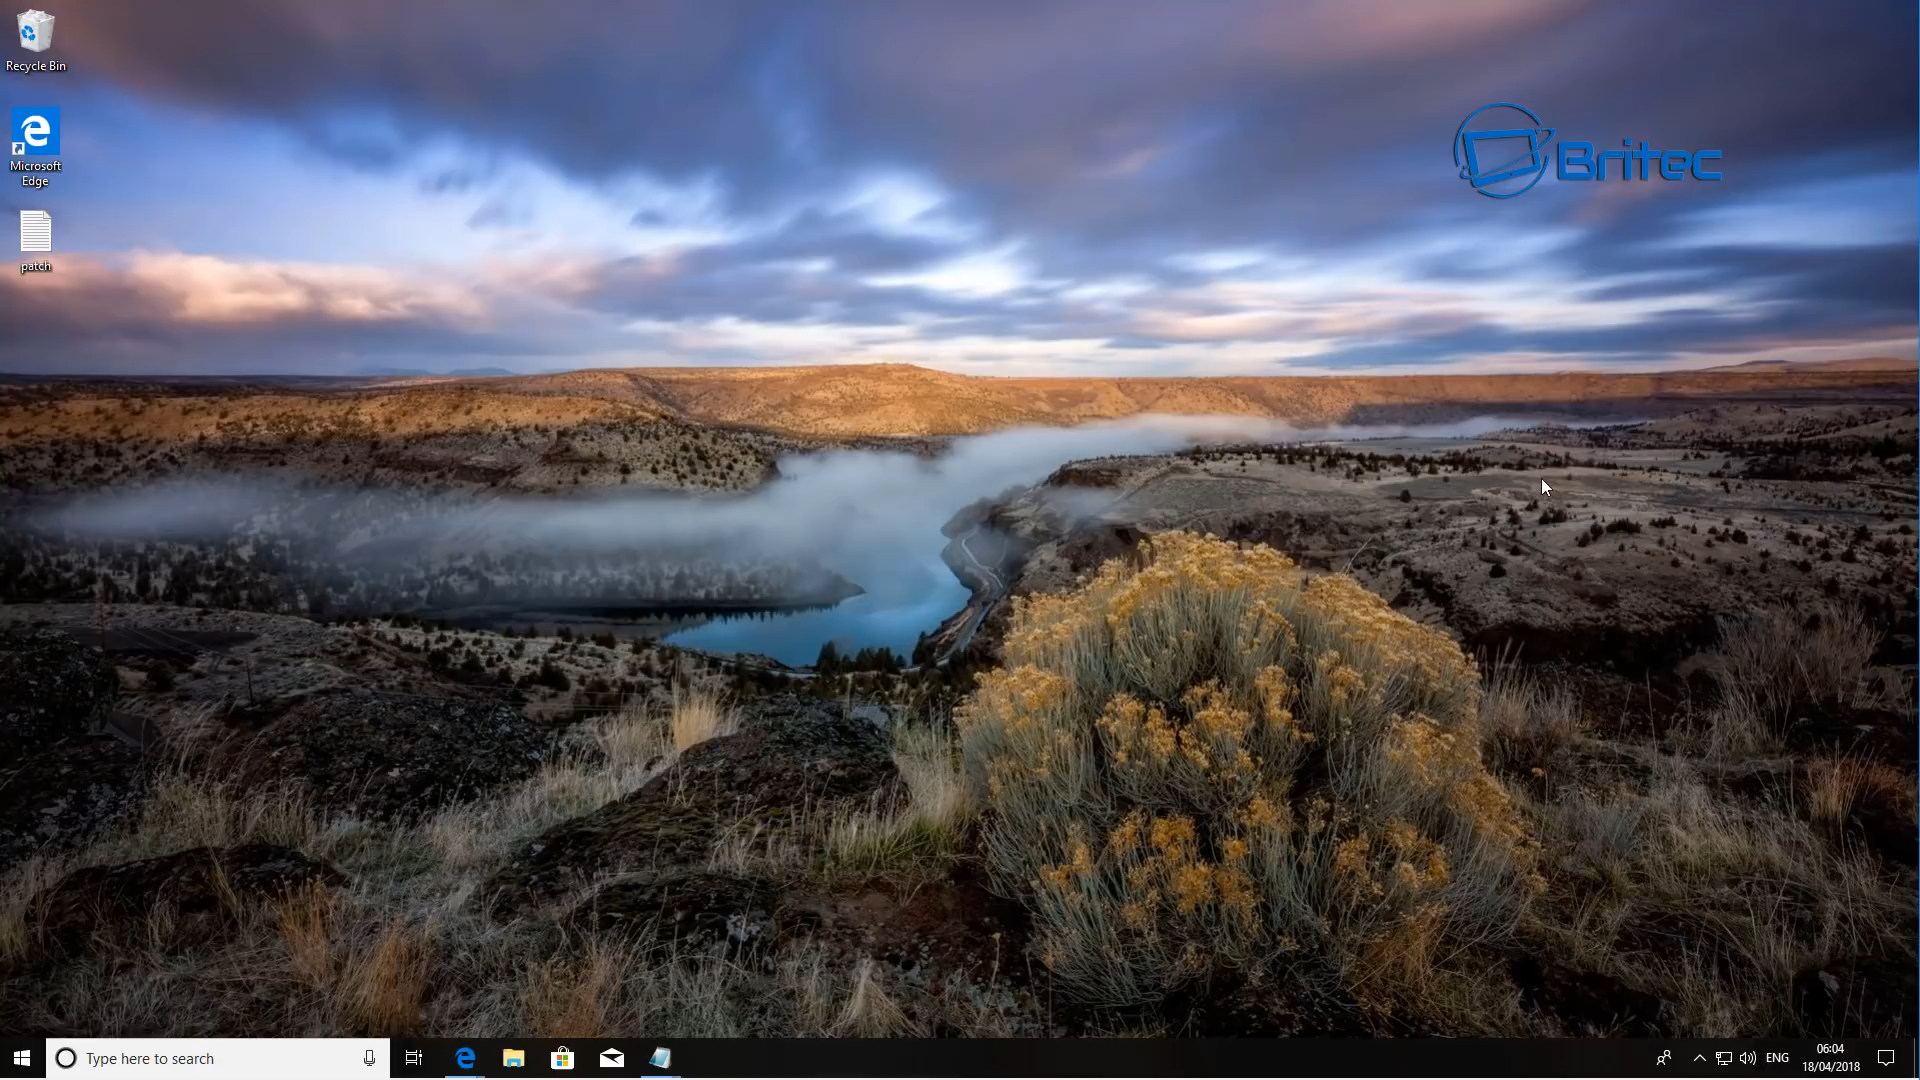 Recycle Bin
Britec
Microsoft
Edge
patch
Type here to search
ENG
06:04
18/04/2018